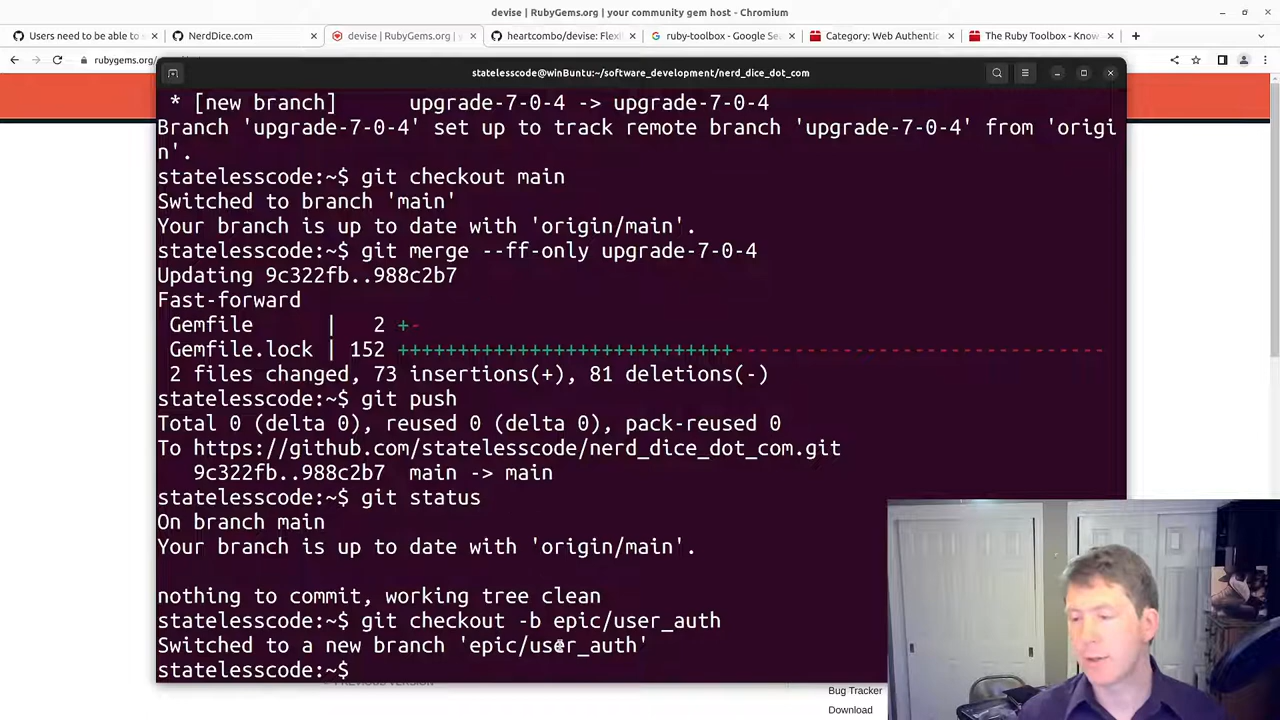 devise | RubyGems.org | your community gem host - Chromium
Users need to be able to s
NerdDice.com
devise | RubyGems.org | y
heartcombo/devise: Flexi
ruby-toolbox - Google Sea
Category: Web Authentic
The Ruby Toolbox - Know
rubygems.org/
statelesscode@winBuntu:~/software_development/nerd_dice_dot_com
* [new branch]      upgrade-7-0-4 -> upgrade-7-0-4
Branch 'upgrade-7-0-4' set up to track remote branch 'upgrade-7-0-4' from 'origi
n'.
statelesscode:~$ git checkout main
Switched to branch 'main'
Your branch is up to date with 'origin/main'.
statelesscode:~$ git merge --ff-only upgrade-7-0-4
Updating 9c322fb..988c2b7
Fast-forward
 Gemfile      |   2 +-
 Gemfile.lock | 152 ++++++++++++++++++++++++++++-------------------------------
 2 files changed, 73 insertions(+), 81 deletions(-)
statelesscode:~$ git push
Total 0 (delta 0), reused 0 (delta 0), pack-reused 0
To https://github.com/statelesscode/nerd_dice_dot_com.git
   9c322fb..988c2b7  main -> main
statelesscode:~$ git status
On branch main
Your branch is up to date with 'origin/main'.
nothing to commit, working tree clean
statelesscode:~$ git checkout -b epic/user_auth
Switched to a new branch 'epic/user_auth'
statelesscode:~$
Bug Tracker
Download